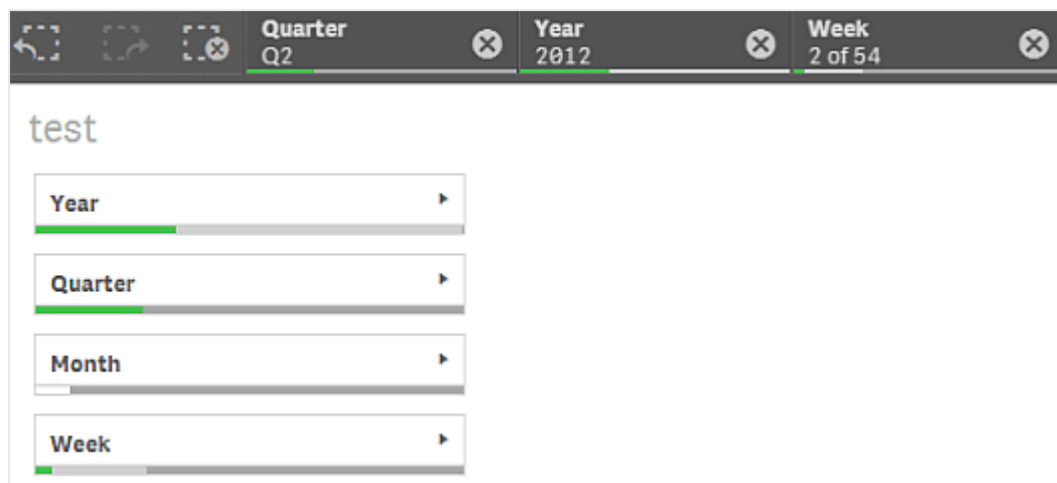 Quarter
Q2
Year
2012
Week
2 of 54
test
Year
Quarter
Month
Week